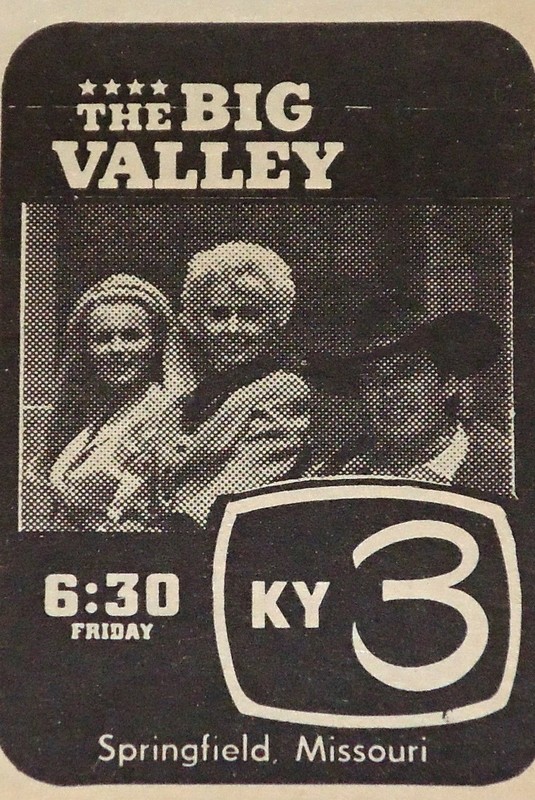 THE BIG
VALLEY
6:30
FRIDAY
KY 3
Springfield, Missouri